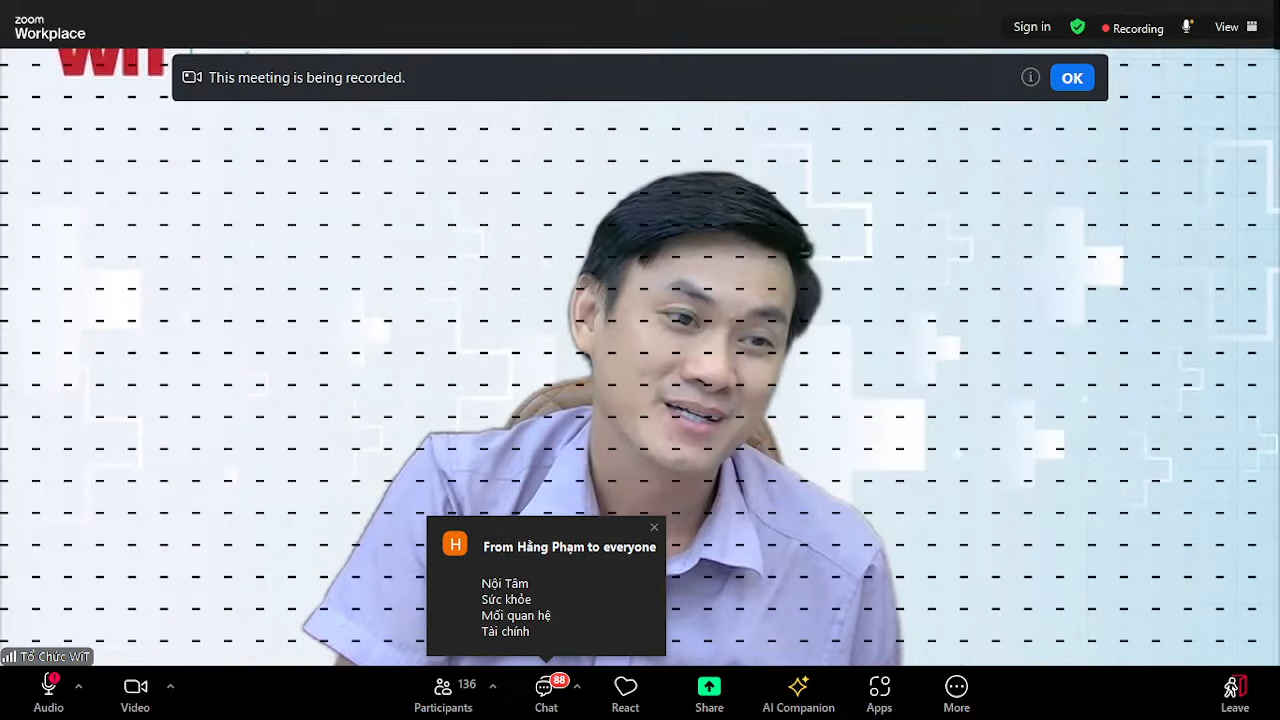 zoom
Workplace
Sign in
Recording
View
WiT
This meeting is being recorded.
OK
H
From Hằng Phạm to everyone
Nội Tâm
Sức khỏe
Mối quan hệ
Tài chính
Tổ Chức WiT
Audio
Video
136
Participants
88
Chat
React
Share
AI Companion
Apps
More
Leave